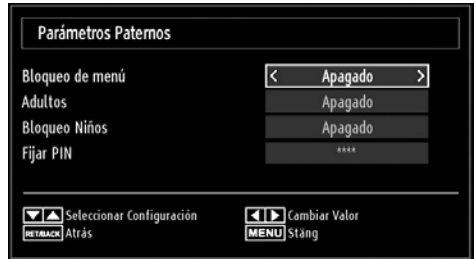 Parámetros Paternos
Bloqueo de menú < Apagado >
Adultos Apagado
Bloqueo Niños Apagado
Fijar PIN ****
Seleccionar Configuración Cambiar Valor
RET/BACK Atrás MENU Stäng